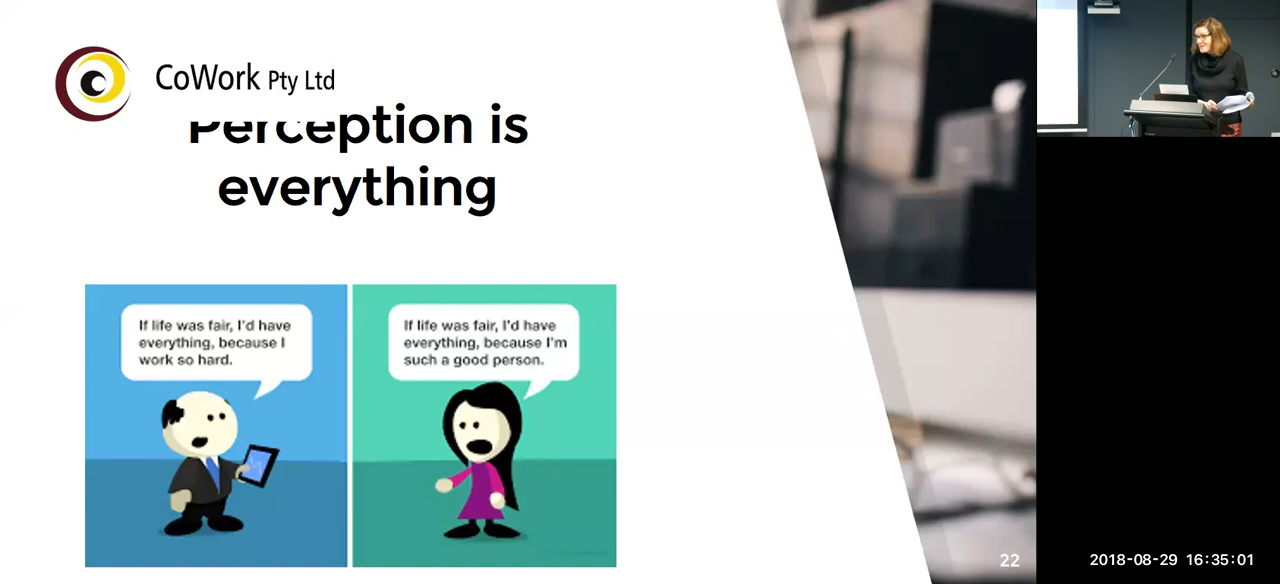 CoWork Pty Ltd
Perception is
everything
If life was fair, I'd have
everything, because I
work so hard.
If life was fair, I'd have
everything, because I'm
such a good person.
22
2018-08-29 16:35:01